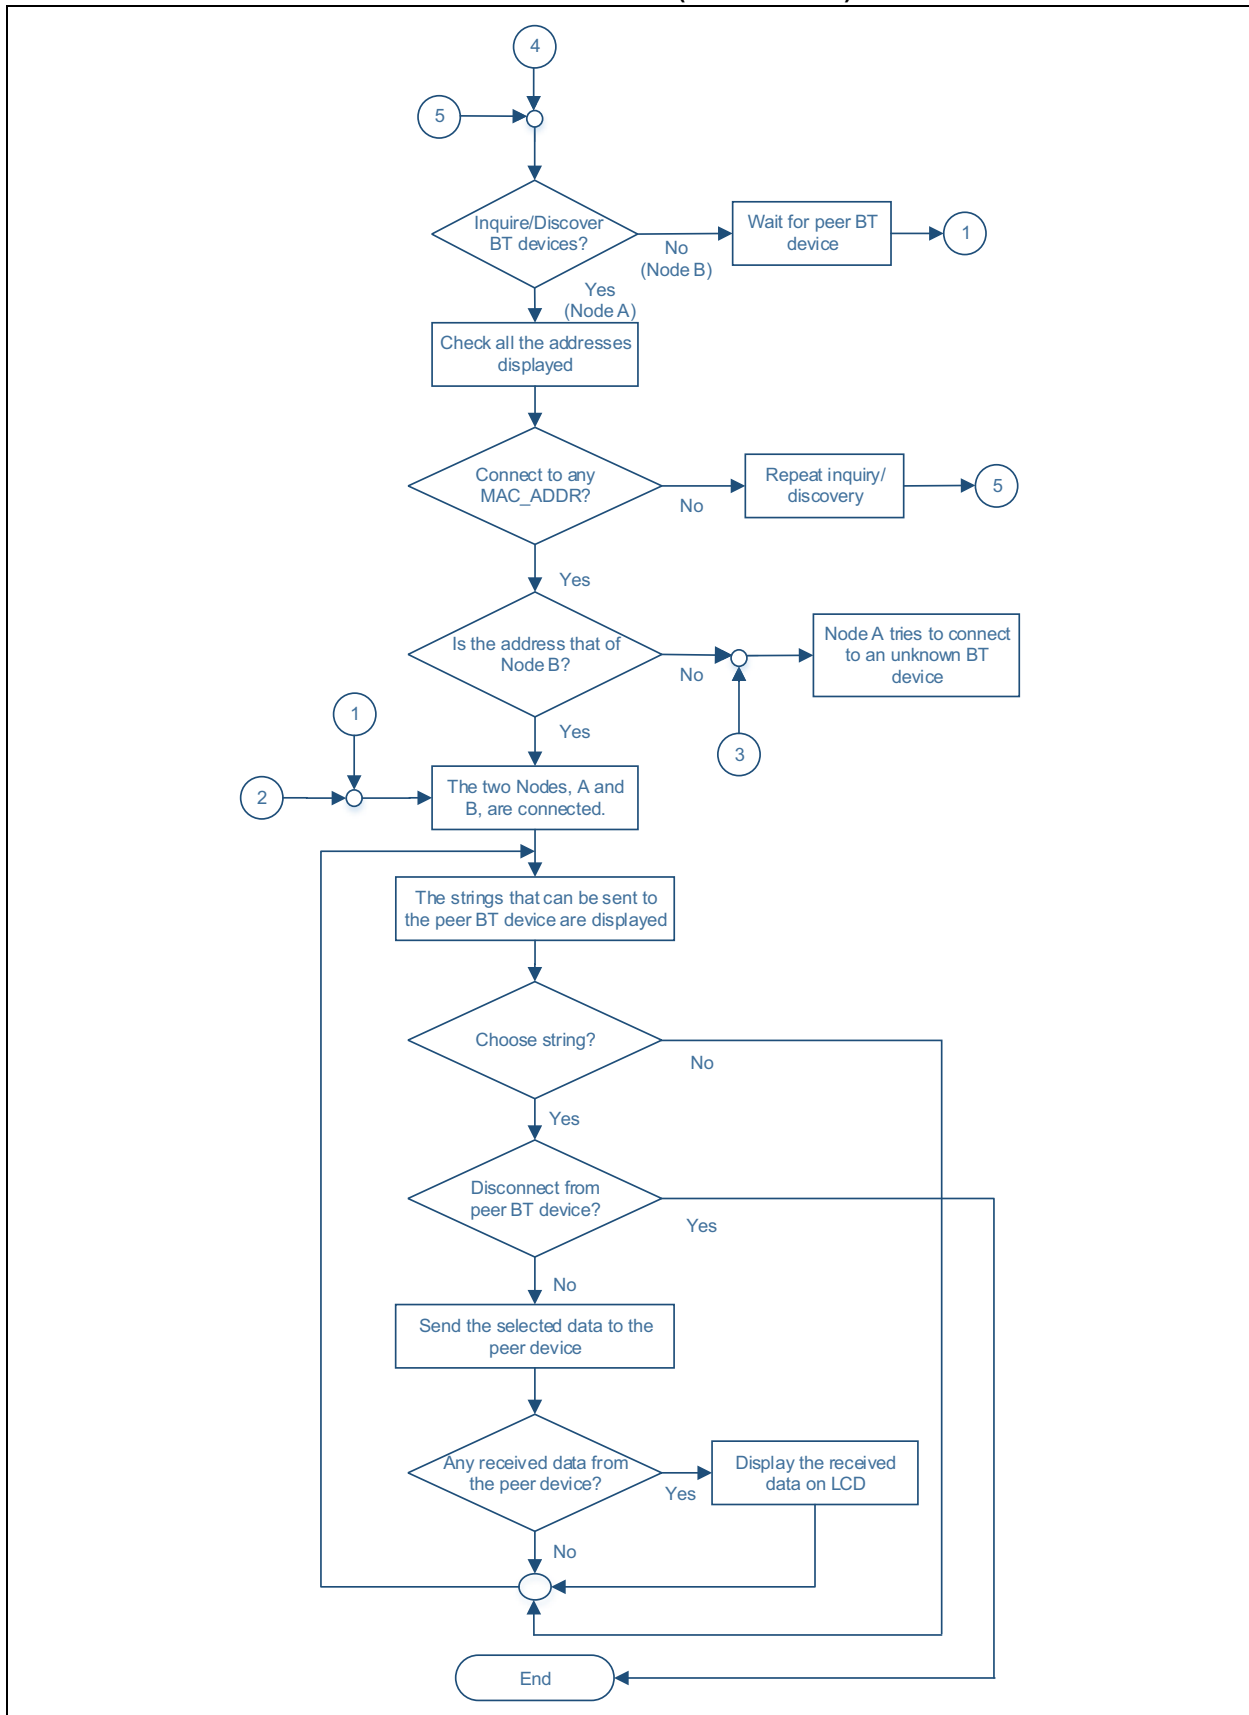 4
5
Inquire/Discover
BT devices?
No
(Node B)
Wait for peer BT
device
1
Yes
(Node A)
Check all the addresses
displayed
Connect to any
MAC_ADDR?
No
Repeat inquiry/
discovery
5
Yes
Is the address that of
Node B?
No
Node A tries to connect
to an unknown BT
device
3
Yes
1
2
The two Nodes, A and
B, are connected.
The strings that can be sent to
the peer BT device are displayed
Choose string?
No
Yes
Disconnect from
peer BT device?
Yes
No
Send the selected data to the
peer device
Any received data from
the peer device?
Yes
Display the received
data on LCD
No
End